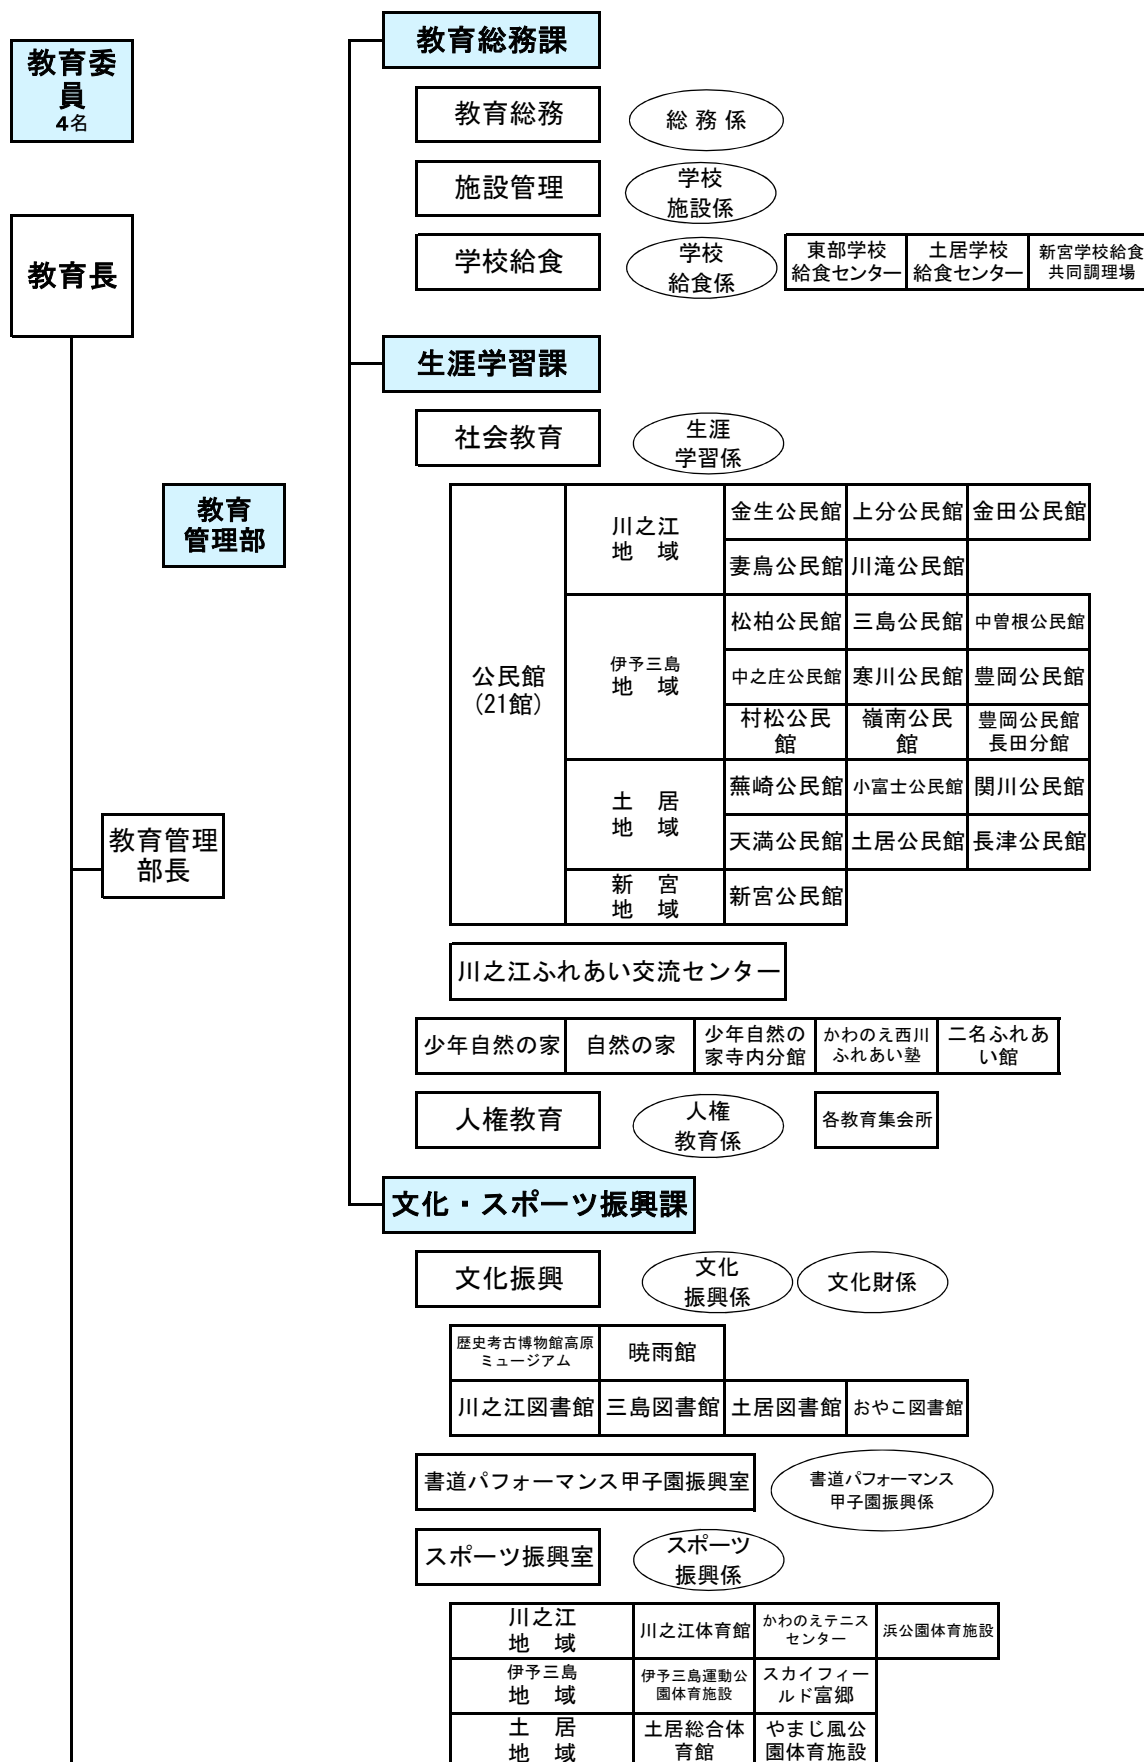 教育委
員
4名
教育長
教育
管理部
教育管理
部長
教育総務課
教育総務
総 務 係
施設管理
学校
施設係
学校給食
学校
給食係
東部学校
給食センター
土居学校
給食センター
新宮学校給食
共同調理場
生涯学習課
社会教育
生涯
学習係
公民館
(21館)
川之江
地　域
金生公民館
上分公民館
金田公民館
妻鳥公民館
川滝公民館
伊予三島
地　域
松柏公民館
三島公民館
中曽根公民館
中之庄公民館
寒川公民館
豊岡公民館
村松公民
館
嶺南公民
館
豊岡公民館
長田分館
土　居
地　域
蕪崎公民館
小富士公民館
関川公民館
天満公民館
土居公民館
長津公民館
新　宮
地　域
新宮公民館
川之江ふれあい交流センター
少年自然の家
自然の家
少年自然の
家寺内分館
かわのえ西川
ふれあい塾
二名ふれあ
い館
人権教育
人権
教育係
各教育集会所
文化・スポーツ振興課
文化振興
文化
振興係
文化財係
歴史考古博物館高原
ミュージアム
暁雨館
川之江図書館
三島図書館
土居図書館
おやこ図書館
書道パフォーマンス甲子園振興室
書道パフォーマンス
甲子園振興係
スポーツ振興室
スポーツ
振興係
川之江
地　域
川之江体育館
かわのえテニス
センター
浜公園体育施設
伊予三島
地　域
伊予三島運動公
園体育施設
スカイフィー
ルド富郷
土　居
地　域
土居総合体
育館
やまじ風公
園体育施設